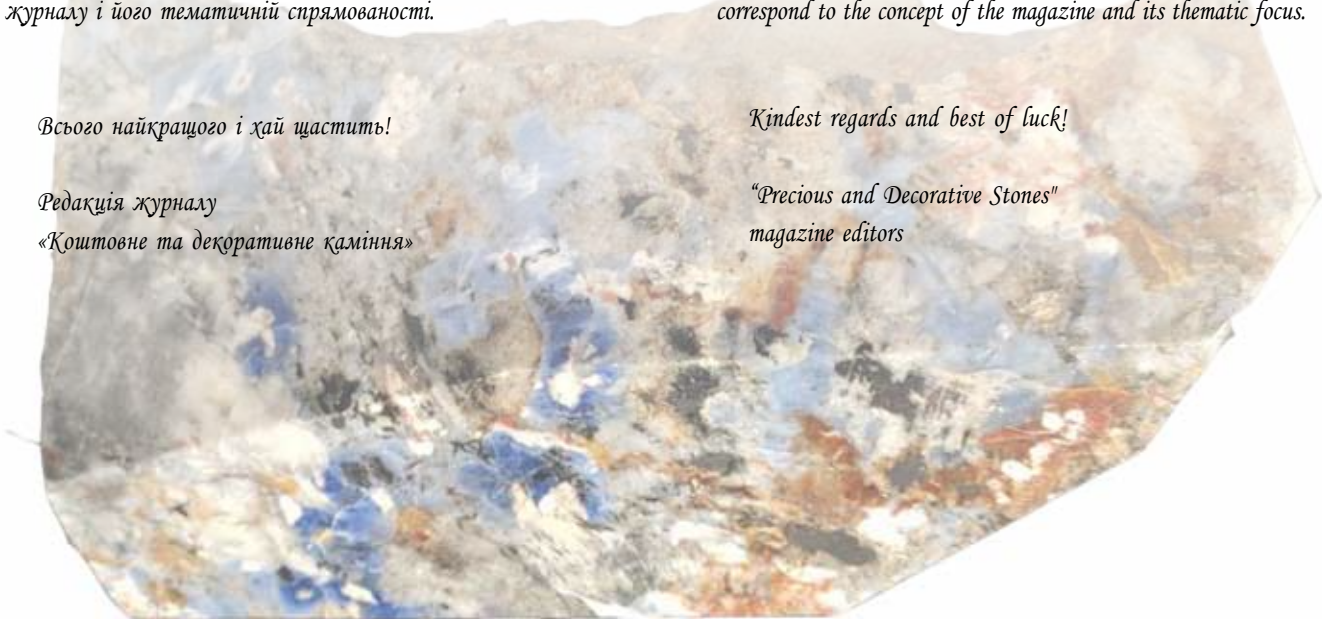 журналу і його тематичній спрямованості.
Всього найкращого і хай щастить!
Редакція журналу
«Коштовне та декоративне каміння»
correspond to the concept of the magazine and its thematic focus.
Kindest regards and best of luck!
“Precious and Decorative Stones"
magazine editors